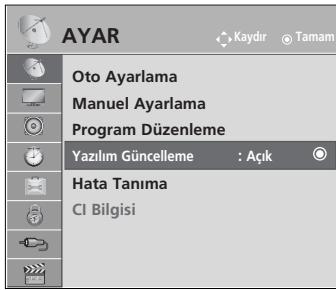 AYAR
Kaydır Tamam
Oto Ayarlama
Manuel Ayarlama
Program Düzenleme
Yazılım Güncelleme : Açık
Hata Tanıma
CI Bilgisi